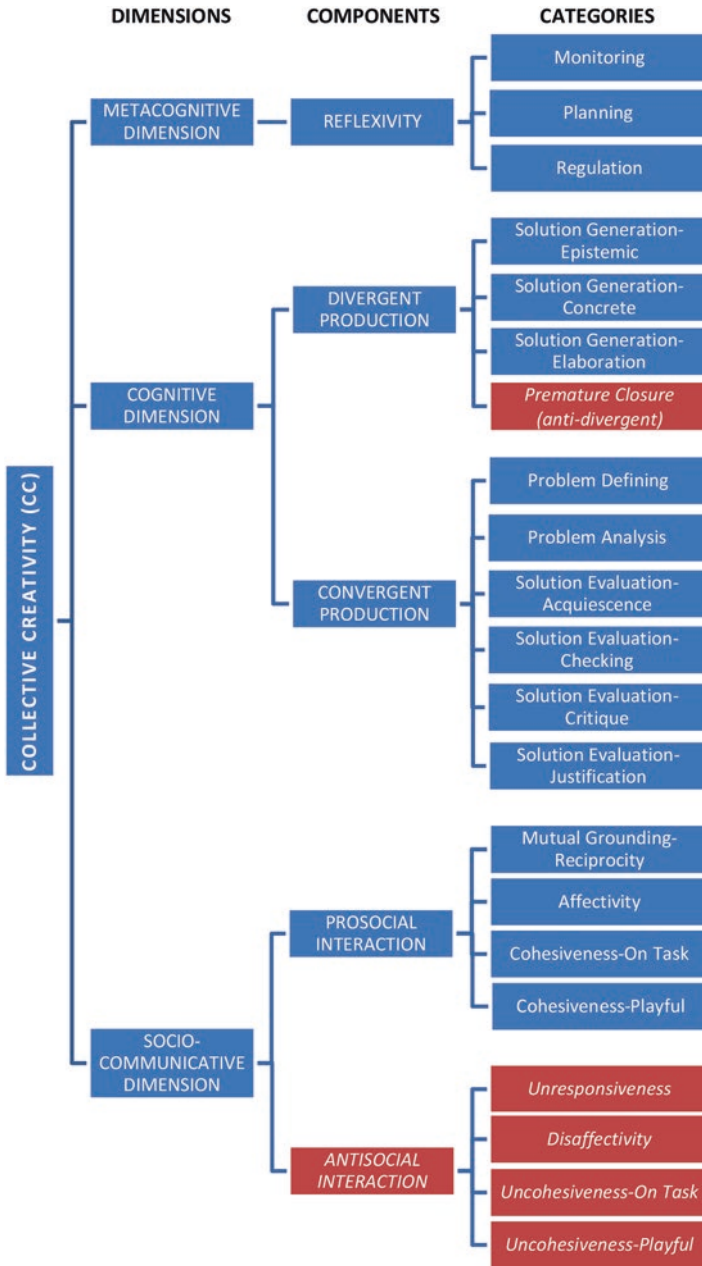 DIMENSIONS
COMPONENTS
CATEGORIES
COLLECTIVE CREATIVITY (CC)
METACOGNITIVE
DIMENSION
REFLEXIVITY
Monitoring
Planning
Regulation
COGNITIVE
DIMENSION
DIVERGENT
PRODUCTION
Solution Generation-
Epistemic
Solution Generation-
Concrete
Solution Generation-
Elaboration
Premature Closure
(anti-divergent)
CONVERGENT
PRODUCTION
Problem Defining
Problem Analysis
Solution Evaluation-
Acquiescence
Solution Evaluation-
Checking
Solution Evaluation-
Critique
Solution Evaluation-
Justification
SOCIO-
COMMUNICATIVE
DIMENSION
PROSOCIAL
INTERACTION
Mutual Grounding-
Reciprocity
Affectivity
Cohesiveness-On Task
Cohesiveness-Playful
ANTISOCIAL
INTERACTION
Unresponsiveness
Disaffectivity
Uncohesiveness-On Task
Uncohesiveness-Playful